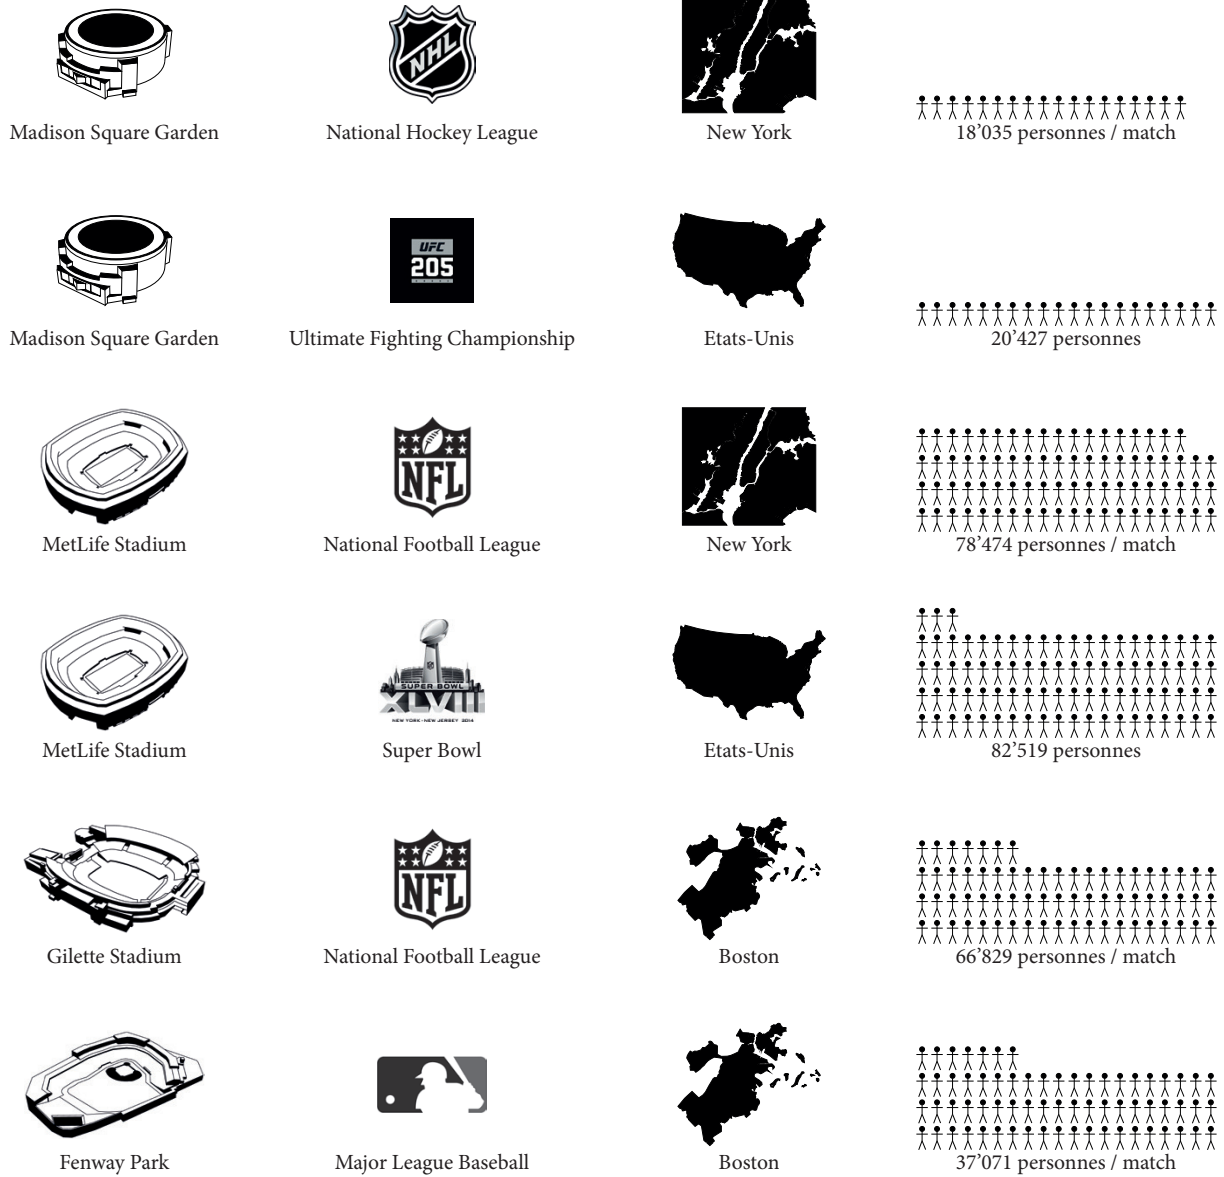 NHL
Madison Square Garden
National Hockey League
New York
18’035 personnes / match
UFC
205
Madison Square Garden
Ultimate Fighting Championship
Etats-Unis
20’427 personnes
NFL
MetLife Stadium
National Football League
New York
78’474 personnes / match
SUPER BOWL
XLVIII
NEW YORK-NEW JERSEY 2014
MetLife Stadium
Super Bowl
Etats-Unis
82’519 personnes
NFL
Gilette Stadium
National Football League
Boston
66’829 personnes / match
Fenway Park
Major League Baseball
Boston
37’071 personnes / match